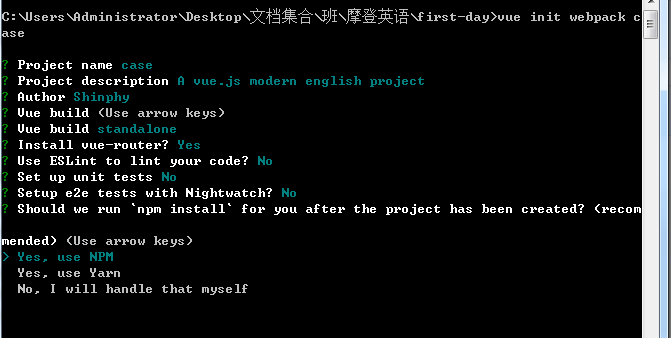 C:\Users\Administrator\Desktop\文档集合\班\摩登英语\first-day>vue init webpack c
ase
? Project name case
? Project description A vue.js modern english project
? Author Shinphy
? Vue build (Use arrow keys)
? Vue build standalone
? Install vue-router? Yes
? Use ESLint to lint your code? No
? Set up unit tests No
? Setup e2e tests with Nightwatch? No
? Should we run `npm install` for you after the project has been created? (recom
mended) (Use arrow keys)
> Yes, use NPM
Yes, use Yarn
No, I will handle that myself